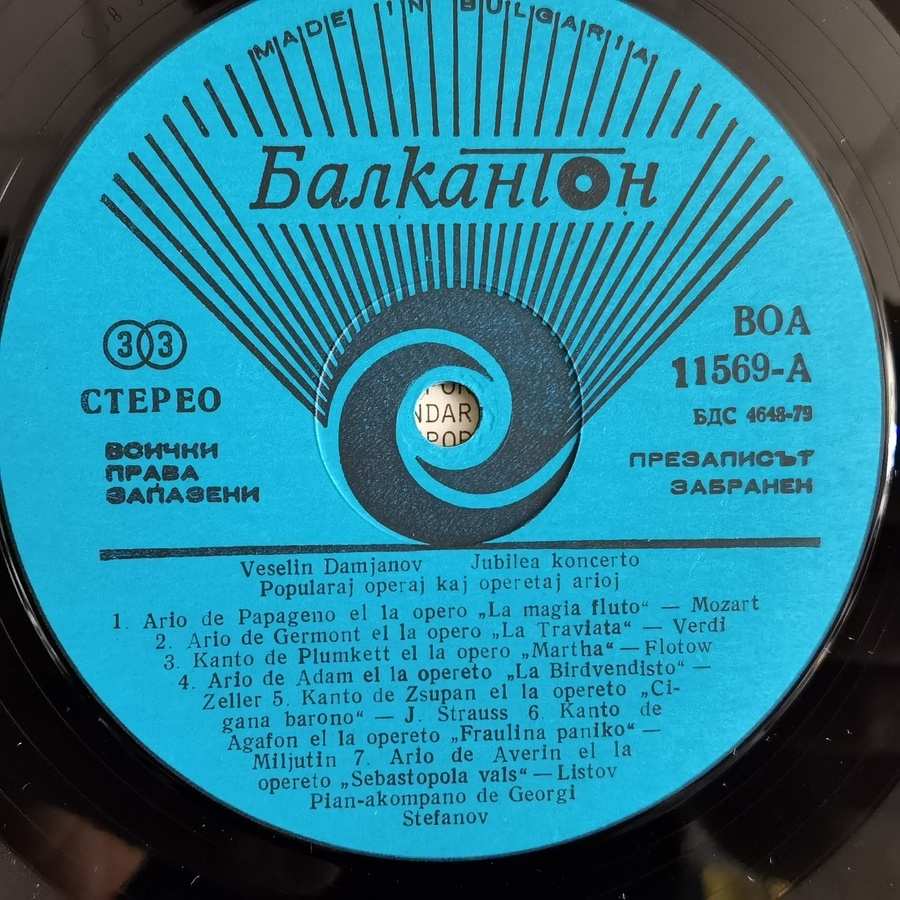 MADE IN BULGARIA
Балкантон
33
СТЕРЕО
ВСИЧКИ
ПРАВА
ЗАПАЗЕНИ
ВОА
11569-А
БДС 4648-79
ПРЕЗАПИСЪТ
ЗАБРАНЕН
NDAR
Veselin Damjanov Jubilea koncerto
Popularaj operaj kaj operetaj arioj
1. Ario de Papageno el la opero „La magia fluto“ — Mozart
2. Ario de Germont el la opero „La Traviata“ — Verdi
3. Kanto de Plumkett el la opero „Martha“ — Flotow
4. Ario de Adam el la opereto „La Birdvendisto“ —
Zeller 5. Kanto de Zsupan el la opereto „Ci-
gana barono“ — J. Strauss 6. Kanto de
Agafon el la opereto „Fraulina paniko“ —
Miljutin 7. Ario de Averin el la
opereto „Sebastopola vals“ — Listov
Pian-akompano de Georgi
Stefanov